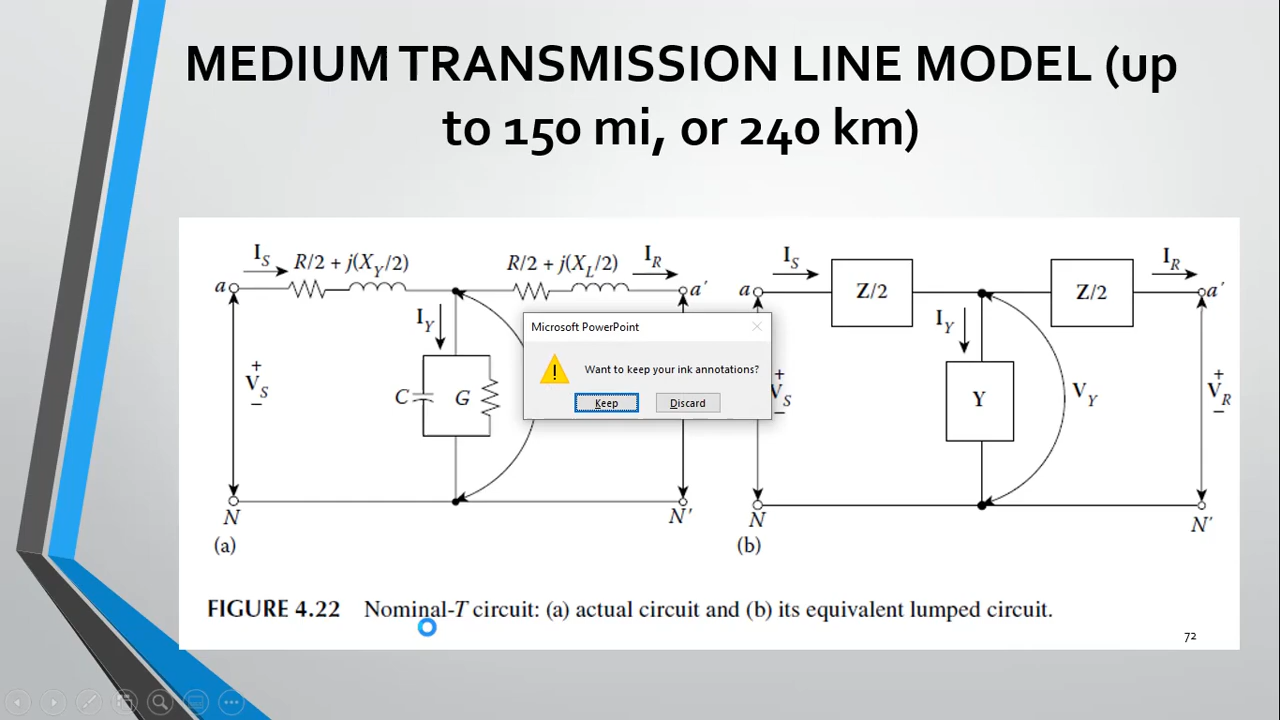 MEDIUM TRANSMISSION LINE MODEL (up
to 150 mi, or 240 km)
I_S
R/2 + j(X_Y/2)
R/2 + j(X_L/2)
I_R
a
a'
I_Y
+
V_S
−
C
G
N
N'
(a)
Microsoft PowerPoint
Want to keep your ink annotations?
Keep
Discard
I_S
Z/2
Z/2
I_R
a
a'
I_Y
+
V_S
−
Y
V_Y
+
V_R
−
N
N'
(b)
FIGURE 4.22 Nominal-T circuit: (a) actual circuit and (b) its equivalent lumped circuit.
72